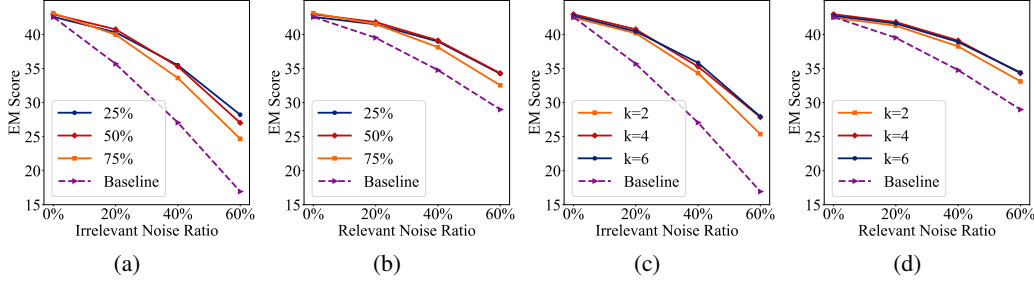 EM Score
40
35
30
25
20
15
25%
50%
75%
Baseline
0% 20% 40% 60%
Irrelevant Noise Ratio
(a)
EM Score
40
35
30
25
20
15
25%
50%
75%
Baseline
0% 20% 40% 60%
Relevant Noise Ratio
(b)
EM Score
40
35
30
25
20
15
k=2
k=4
k=6
Baseline
0% 20% 40% 60%
Irrelevant Noise Ratio
(c)
EM Score
40
35
30
25
20
15
k=2
k=4
k=6
Baseline
0% 20% 40% 60%
Relevant Noise Ratio
(d)